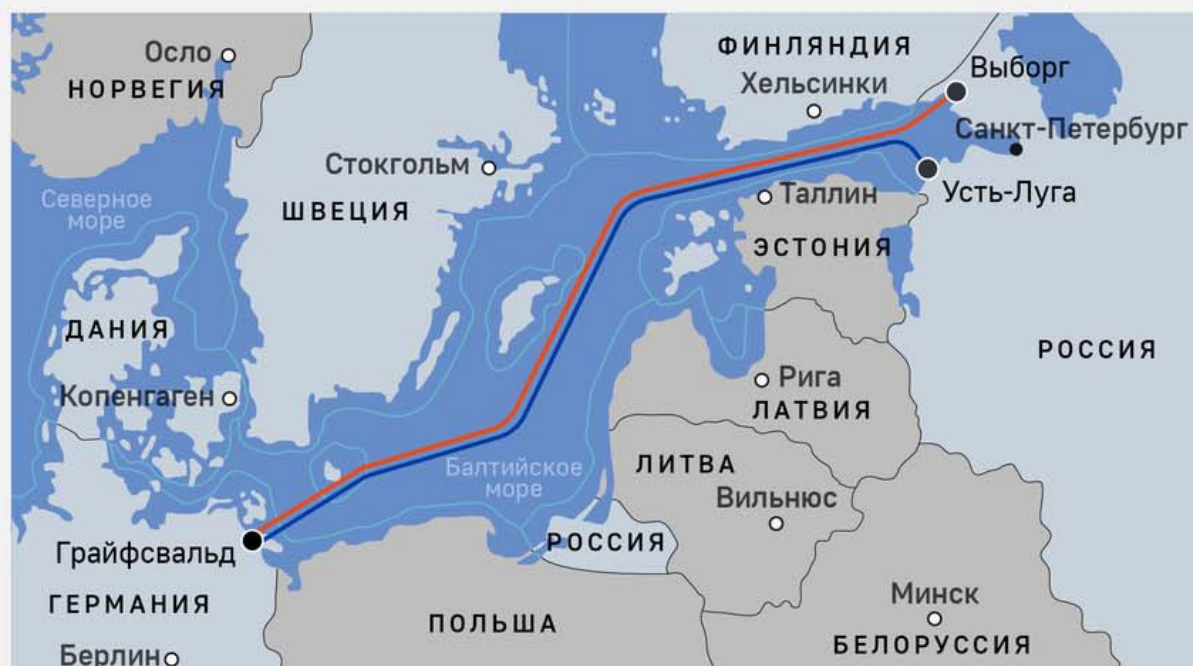 Осло
НОРВЕГИЯ
ФИНЛЯНДИЯ
Хельсинки
Выборг
Санкт-Петербург
Стокгольм
Усть-Луга
Северное
море
ШВЕЦИЯ
Таллин
ЭСТОНИЯ
ДАНИЯ
РОССИЯ
Копенгаген
Рига
ЛАТВИЯ
Балтийское
море
ЛИТВА
Вильнюс
РОССИЯ
Грайфсвальд
ГЕРМАНИЯ
ПОЛЬША
Минск
БЕЛОРУССИЯ
Берлин